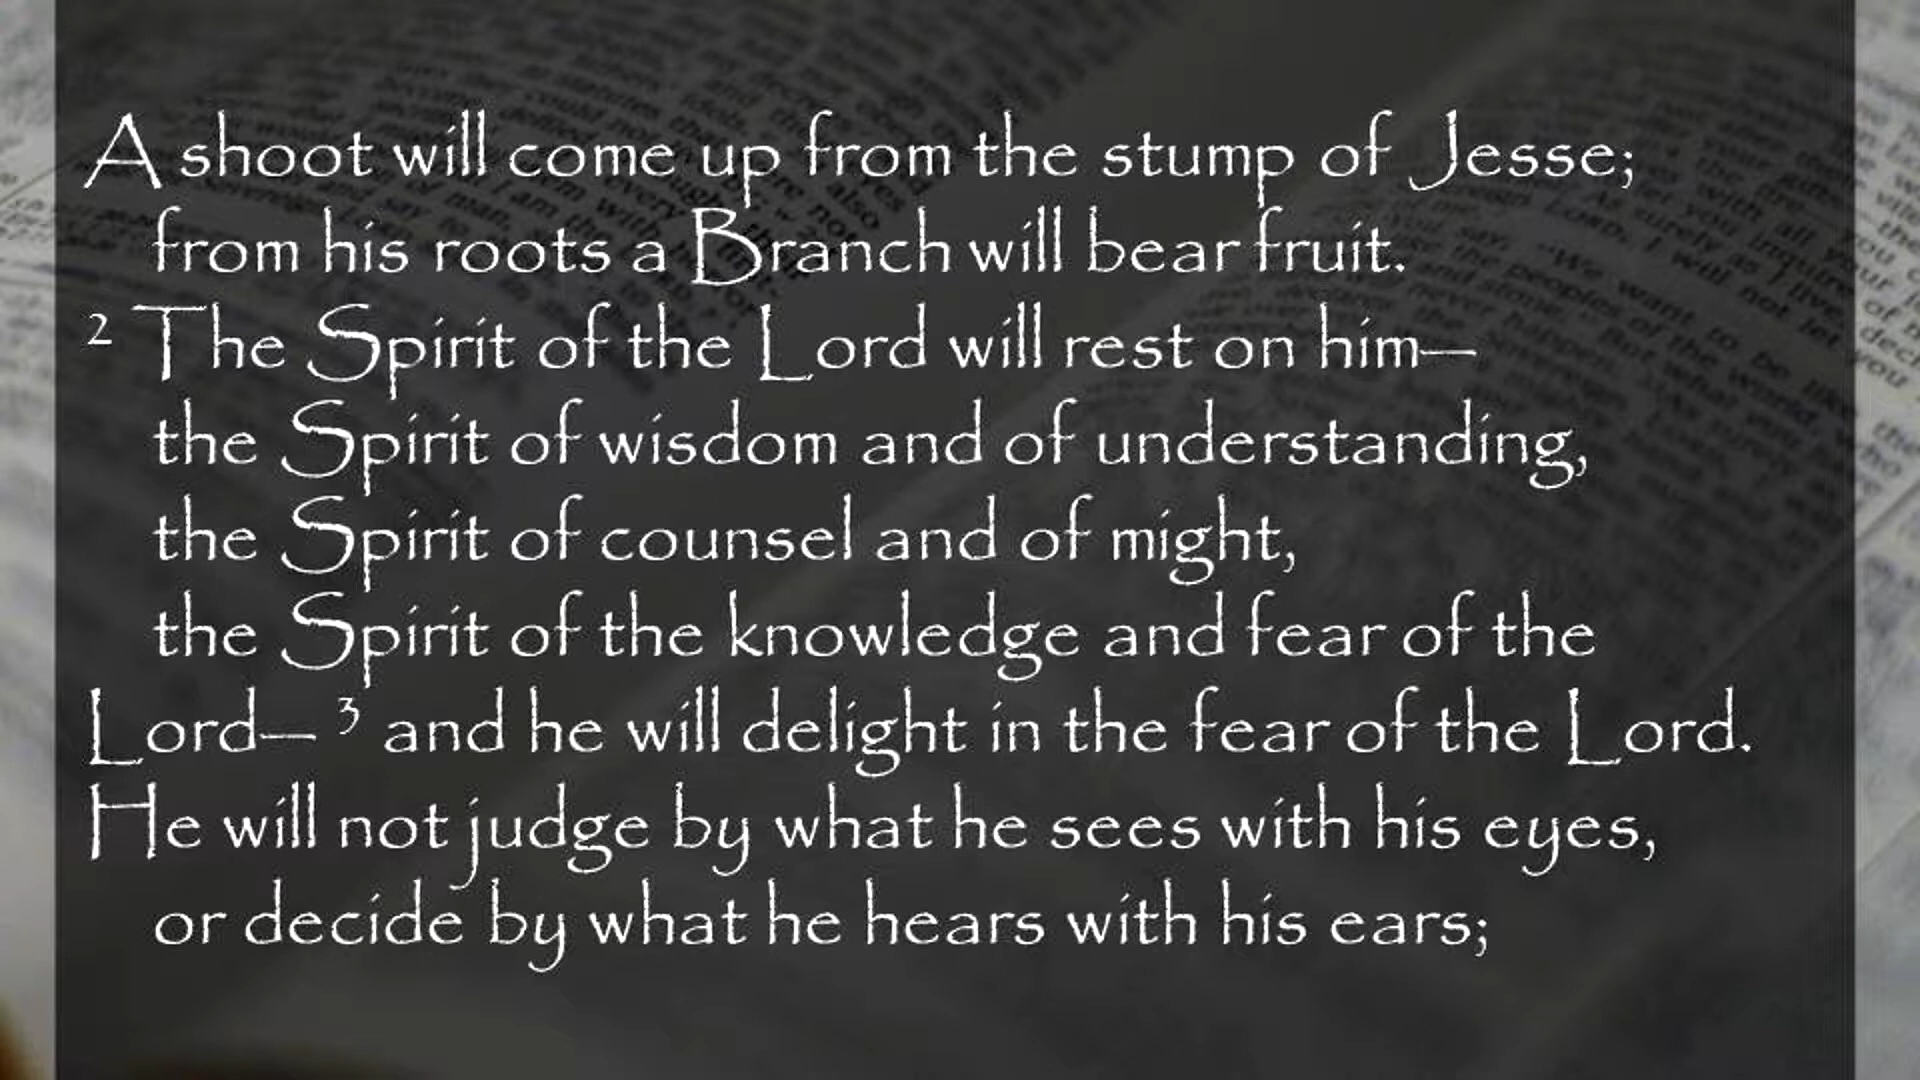 A shoot will come up from the stump of Jesse;
from his roots a Branch will bear fruit.
2 The Spirit of the Lord will rest on him—
the Spirit of wisdom and of understanding,
the Spirit of counsel and of might,
the Spirit of the knowledge and fear of the
Lord— 3 and he will delight in the fear of the Lord.
He will not judge by what he sees with his eyes,
or decide by what he hears with his ears;